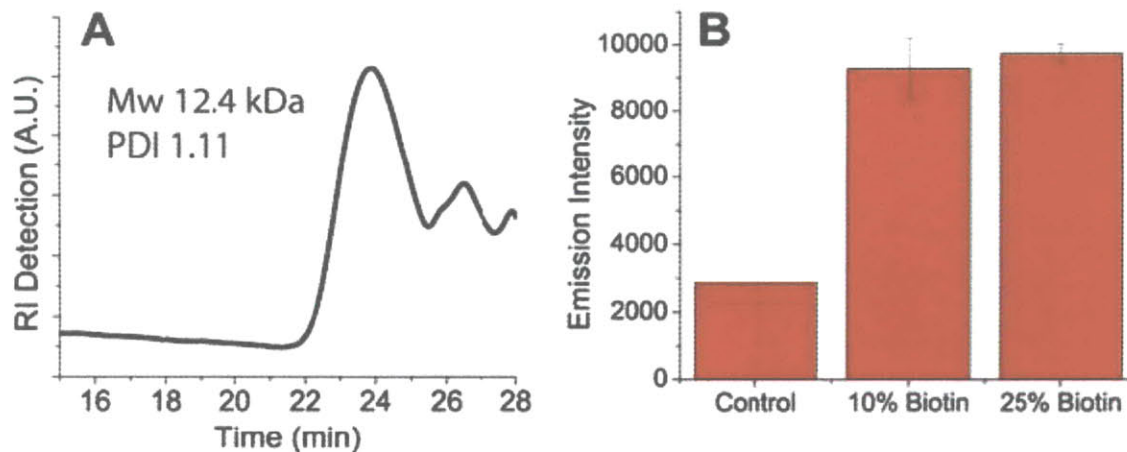 A
Mw 12.4 kDa
PDI 1.11
RI Detection (A.U.)
16 18 20 22 24 26 28
Time (min)
B
10000
8000
6000
4000
2000
0
Emission Intensity
Control 10% Biotin 25% Biotin